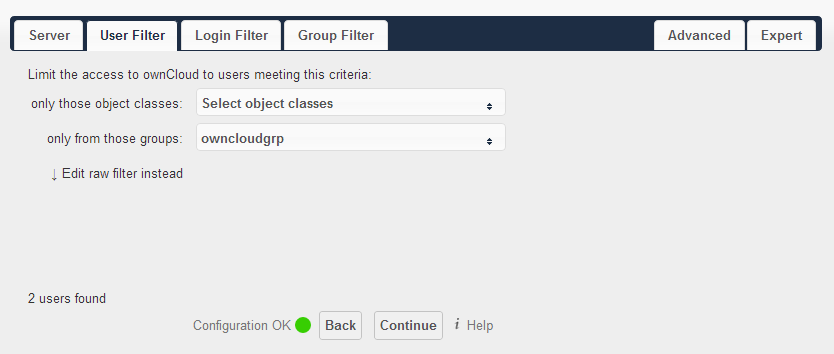 Server User Filter Login Filter Group Filter Advanced Expert
Limit the access to ownCloud to users meeting this criteria:
only those object classes: Select object classes
only from those groups: owncloudgrp
↓ Edit raw filter instead
2 users found
Configuration OK Back Continue i Help